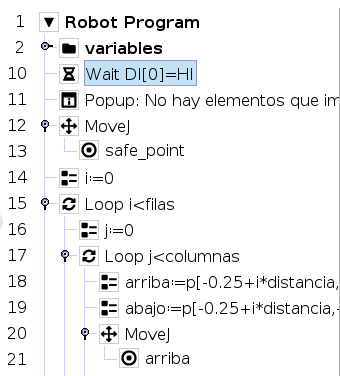 1 Robot Program
2 variables
10 Wait DI[0]=HI
11 Popup: No hay elementos que im
12 MoveJ
13 safe_point
14 i:=0
15 Loop i<filas
16 j:=0
17 Loop j<columnas
18 arriba:=p[-0.25+i*distancia,
19 abajo:=p[-0.25+i*distancia,-
20 MoveJ
21 arriba